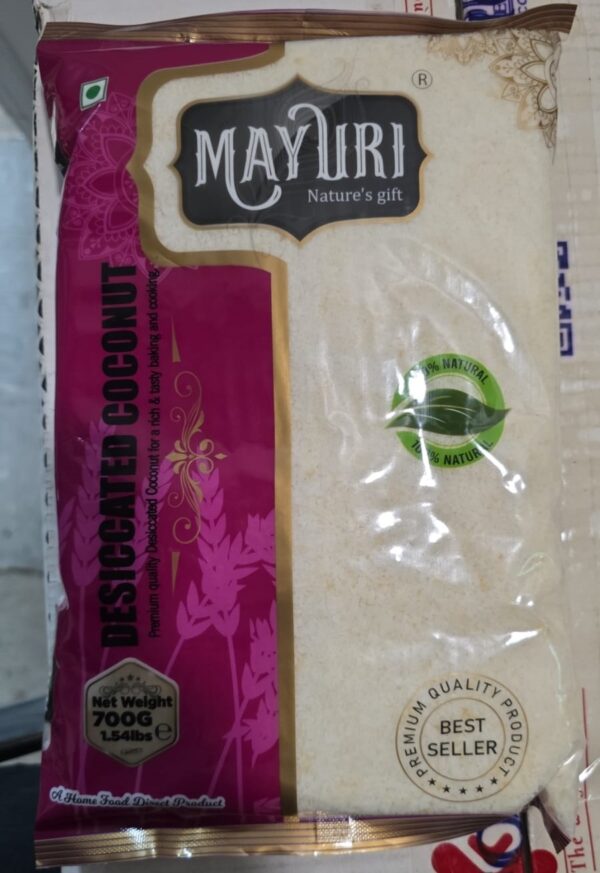 ®
MAYURI
Nature's gift
DESICCATED COCONUT
Premium quality Desiccated Coconut for a rich & tasty baking and cooking.
100% NATURAL
100% NATURAL
Net Weight
700G
1.54lbs e
PREMIUM QUALITY PRODUCT
BEST
SELLER
A Home Food Direct Product
The